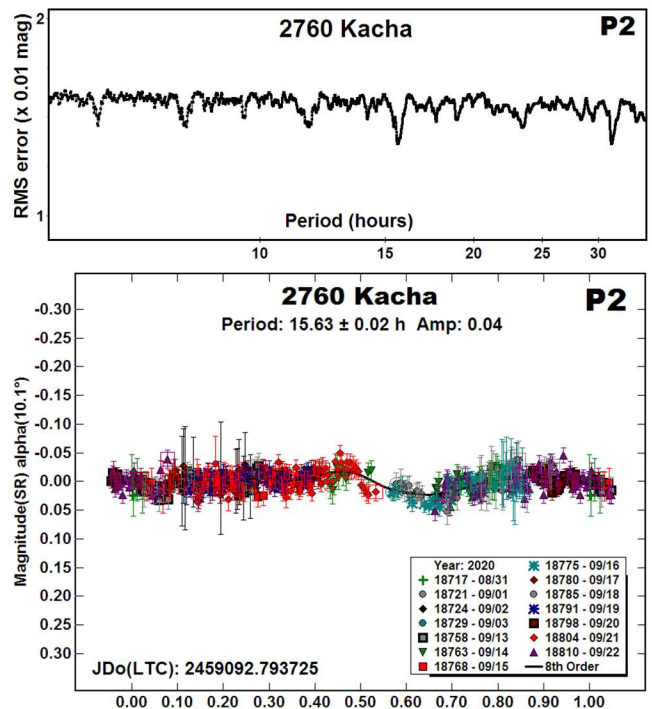 2760 Kacha
P2
RMS error (x 0.01 mag)
2
1
Period (hours)
10
15
20
25
30
2760 Kacha
P2
Period: 15.63 ± 0.02 h Amp: 0.04
Magnitude(SR) alpha(10.1°)
-0.30
-0.25
-0.20
-0.15
-0.10
-0.05
0.00
0.05
0.10
0.15
0.20
0.25
0.30
Year: 2020
18717 - 08/31
18721 - 09/01
18724 - 09/02
18729 - 09/03
18758 - 09/13
18763 - 09/14
18768 - 09/15
18775 - 09/16
18780 - 09/17
18785 - 09/18
18791 - 09/19
18798 - 09/20
18804 - 09/21
18810 - 09/22
8th Order
JDo(LTC): 2459092.793725
0.00 0.10 0.20 0.30 0.40 0.50 0.60 0.70 0.80 0.90 1.00